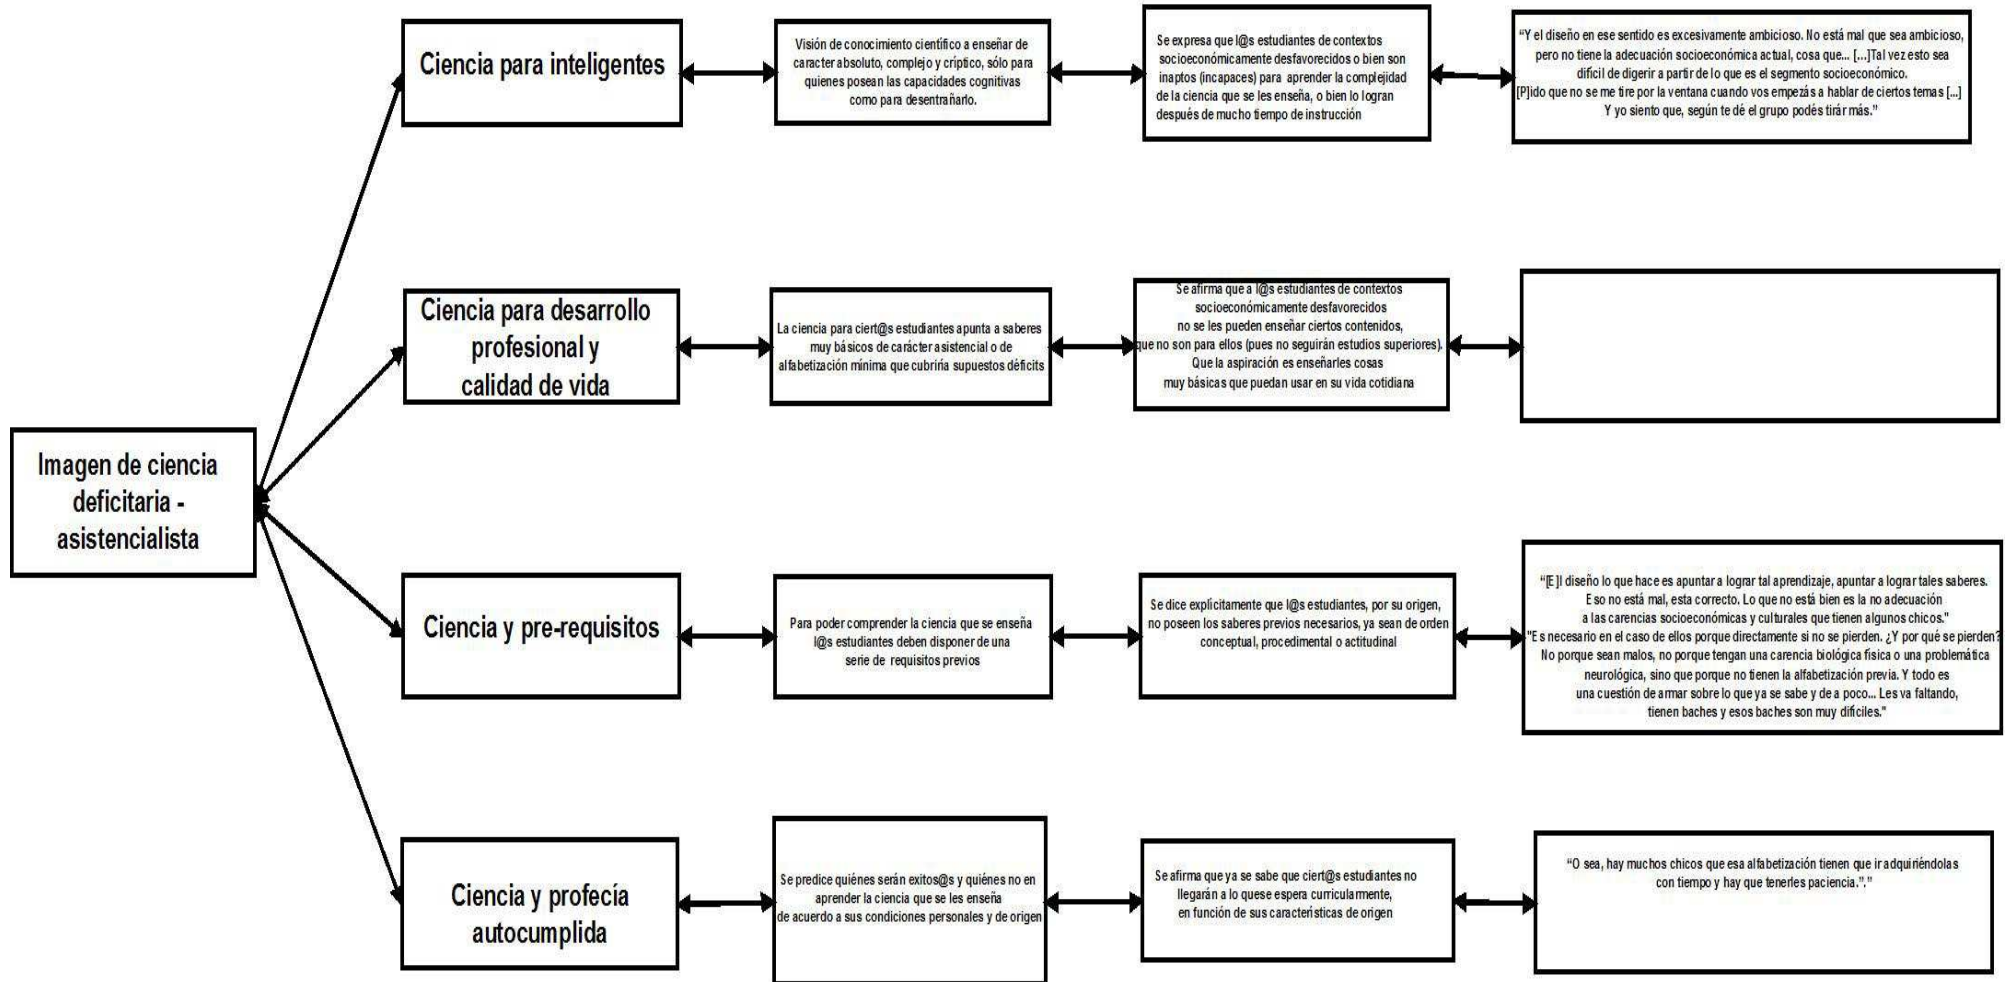 Imagen de ciencia
deficitaria -
asistencialista
Ciencia para inteligentes
Visión de conocimiento científico a enseñar de
caracter absoluto, complejo y críptico, sólo para
quienes posean las capacidades cognitivas
como para desentrañarlo.
Se expresa que l@s estudiantes de contextos
socioeconómicamente desfavorecidos o bien son
inaptos (incapaces) para aprender la complejidad
de la ciencia que se les enseña, o bien lo logran
después de mucho tiempo de instrucción
“Y el diseño en ese sentido es excesivamente ambicioso. No está mal que sea ambicioso,
pero no tiene la adecuación socioeconómica actual, cosa que... [...]Tal vez esto sea
difícil de digerir a partir de lo que es el segmento socioeconómico.
[P]ido que no se me tire por la ventana cuando vos empezás a hablar de ciertos temas [...]
Y yo siento que, según te dé el grupo podés tirár más.”
Ciencia para desarrollo
profesional y
calidad de vida
La ciencia para ciert@s estudiantes apunta a saberes
muy básicos de carácter asistencial o de
alfabetización mínima que cubriría supuestos déficits
Se afirma que a l@s estudiantes de contextos
socioeconómicamente desfavorecidos
no se les pueden enseñar ciertos contenidos,
que no son para ellos (pues no seguirán estudios superiores).
Que la aspiración es enseñarles cosas
muy básicas que puedan usar en su vida cotidiana
Ciencia y pre-requisitos
Para poder comprender la ciencia que se enseña
l@s estudiantes deben disponer de una
serie de requisitos previos
Se dice explícitamente que l@s estudiantes, por su origen,
no poseen los saberes previos necesarios, ya sean de orden
conceptual, procedimental o actitudinal
“[E]l diseño lo que hace es apuntar a lograr tal aprendizaje, apuntar a lograr tales saberes.
Eso no está mal, esta correcto. Lo que no está bien es la no adecuación
a las carencias socioeconómicas y culturales que tienen algunos chicos."
"Es necesario en el caso de ellos porque directamente si no se pierden. ¿Y por qué se pierden?
No porque sean malos, no porque tengan una carencia biológica física o una problemática
neurológica, sino que porque no tienen la alfabetización previa. Y todo es
una cuestión de armar sobre lo que ya se sabe y de a poco... Les va faltando,
tienen baches y esos baches son muy difíciles."
Ciencia y profecía
autocumplida
Se predice quiénes serán exitos@s y quiénes no en
aprender la ciencia que se les enseña
de acuerdo a sus condiciones personales y de origen
Se afirma que ya se sabe que ciert@s estudiantes no
llegarán a lo quese espera curricularmente,
en función de sus características de origen
“O sea, hay muchos chicos que esa alfabetización tienen que ir adquiriéndolas
con tiempo y hay que tenerles paciencia.”.”